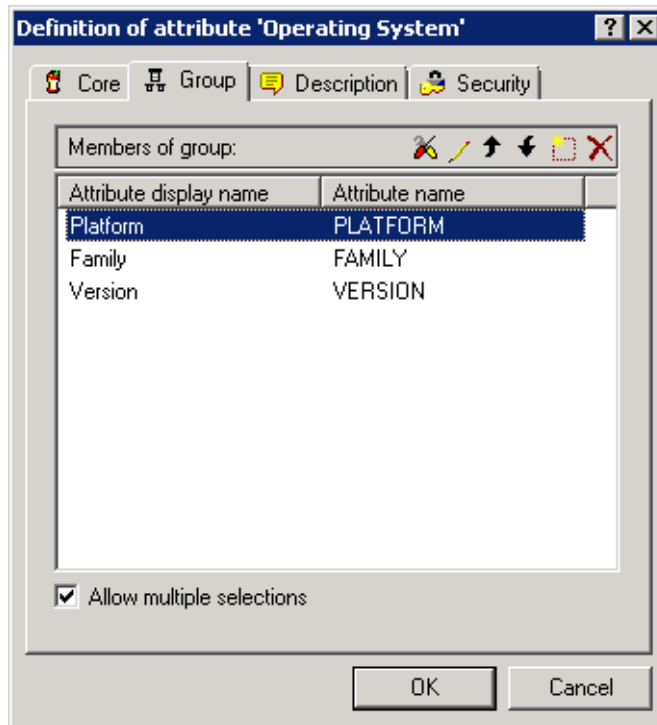 Definition of attribute 'Operating System'
Core Group Description Security
Members of group:
Attribute display name Attribute name
Platform PLATFORM
Family FAMILY
Version VERSION
Allow multiple selections
OK Cancel